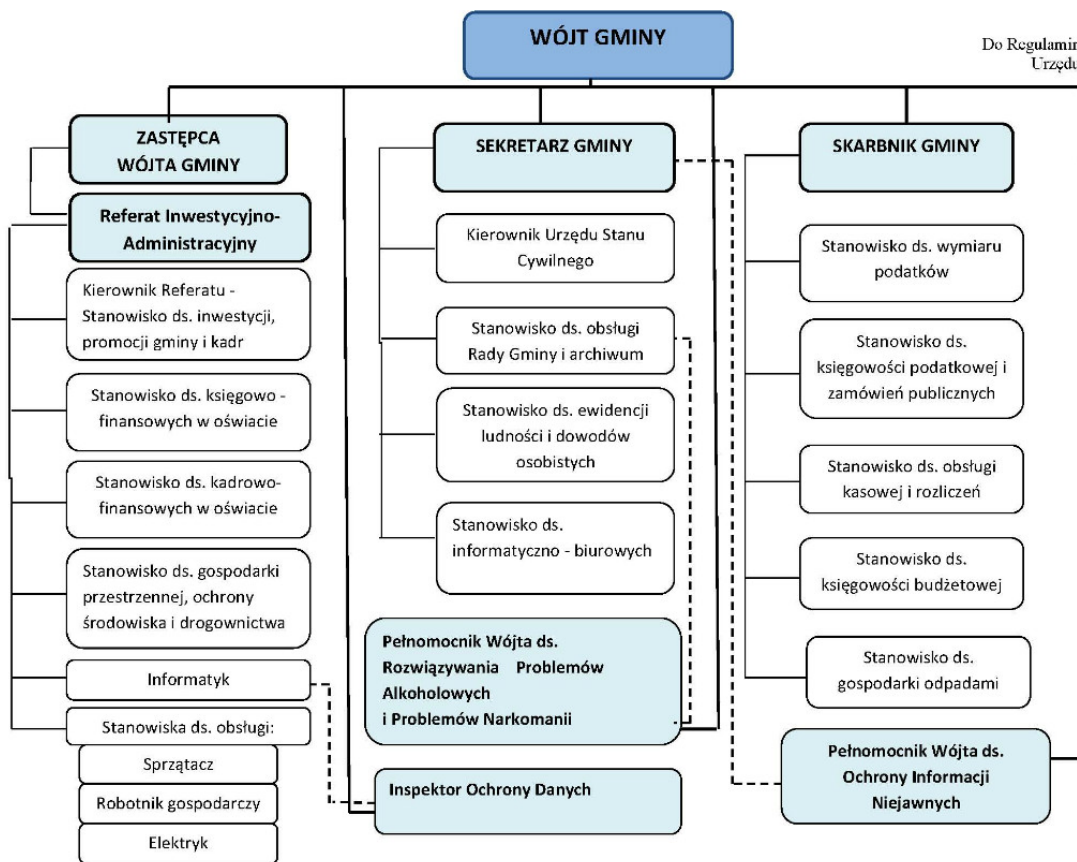 WÓJT GMINY
Do Regulamin
Urzędu
ZASTĘPCA
WÓJTA GMINY
Referat Inwestycyjno-
Administracyjny
Kierownik Referatu -
Stanowisko ds. inwestycji,
promocji gminy i kadr
Stanowisko ds. księgowo -
finansowych w oświacie
Stanowisko ds. kadrowo-
finansowych w oświacie
Stanowisko ds. gospodarki
przestrzennej, ochrony
środowiska i drogownictwa
Informatyk
Stanowiska ds. obsługi:
Sprzątacz
Robotnik gospodarczy
Elektryk
SEKRETARZ GMINY
Kierownik Urzędu Stanu
Cywilnego
Stanowisko ds. obsługi
Rady Gminy i archiwum
Stanowisko ds. ewidencji
ludności i dowodów
osobistych
Stanowisko ds.
informatyczno - biurowych
Pełnomocnik Wójta ds.
Rozwiązywania Problemów
Alkoholowych
i Problemów Narkomanii
Inspektor Ochrony Danych
SKARBNIK GMINY
Stanowisko ds. wymiaru
podatków
Stanowisko ds.
księgowości podatkowej i
zamówień publicznych
Stanowisko ds. obsługi
kasowej i rozliczeń
Stanowisko ds.
księgowości budżetowej
Stanowisko ds.
gospodarki odpadami
Pełnomocnik Wójta ds.
Ochrony Informacji
Niejawnych